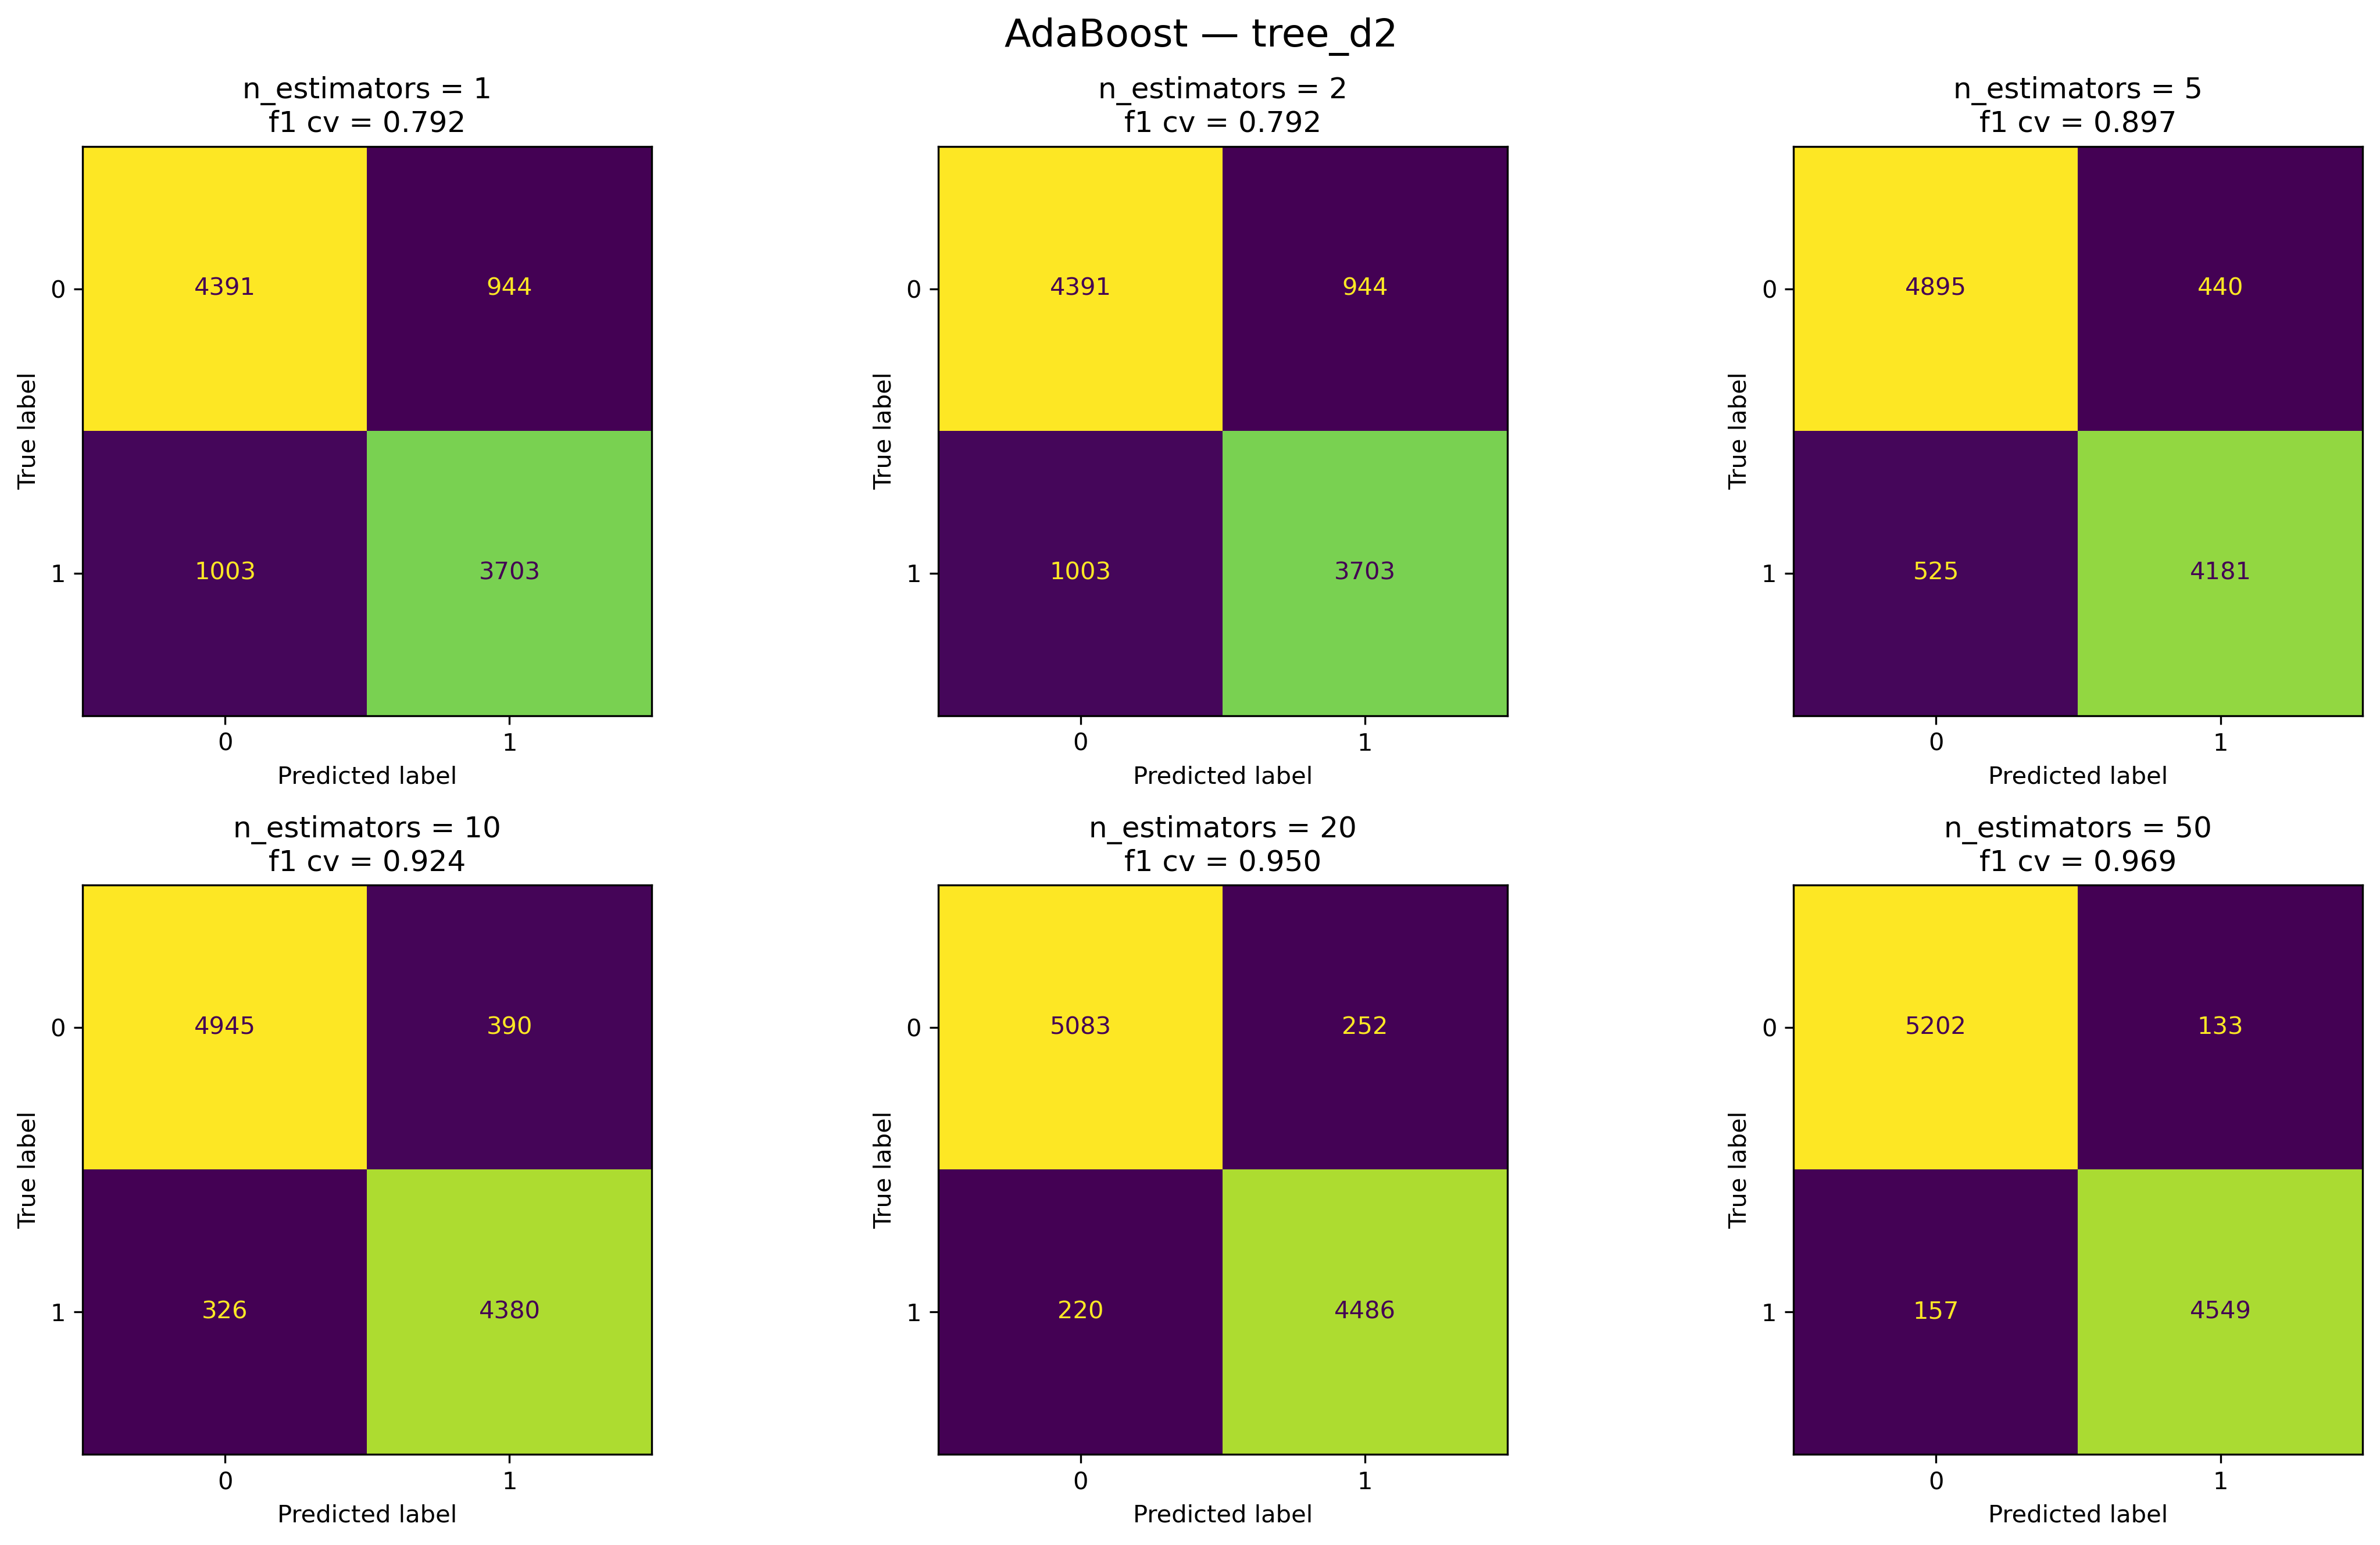 AdaBoost — tree_d2
n_estimators = 1
f1 cv = 0.792
True label
0
4391
944
1
1003
3703
0
1
Predicted label
n_estimators = 2
f1 cv = 0.792
True label
0
4391
944
1
1003
3703
0
1
Predicted label
n_estimators = 5
f1 cv = 0.897
True label
0
4895
440
1
525
4181
0
1
Predicted label
n_estimators = 10
f1 cv = 0.924
True label
0
4945
390
1
326
4380
0
1
Predicted label
n_estimators = 20
f1 cv = 0.950
True label
0
5083
252
1
220
4486
0
1
Predicted label
n_estimators = 50
f1 cv = 0.969
True label
0
5202
133
1
157
4549
0
1
Predicted label